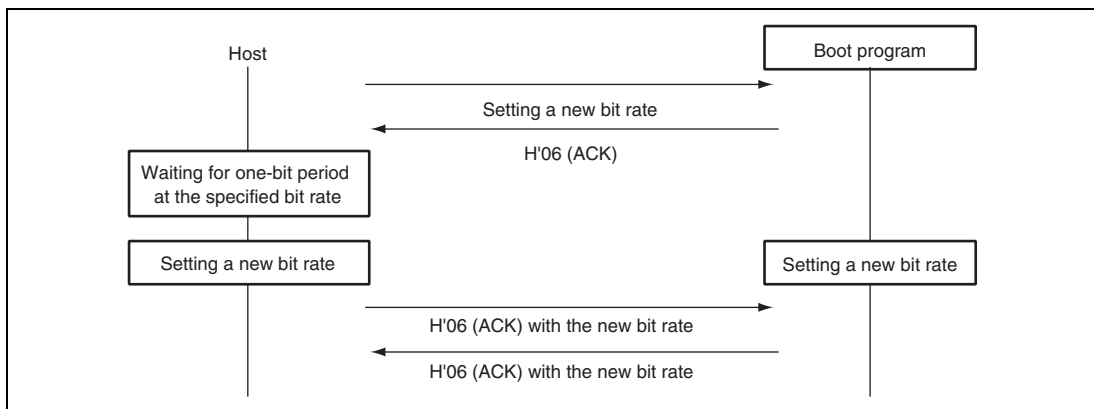 Host
Boot program
Setting a new bit rate
H'06 (ACK)
Waiting for one-bit period
at the specified bit rate
Setting a new bit rate
Setting a new bit rate
H'06 (ACK) with the new bit rate
H'06 (ACK) with the new bit rate